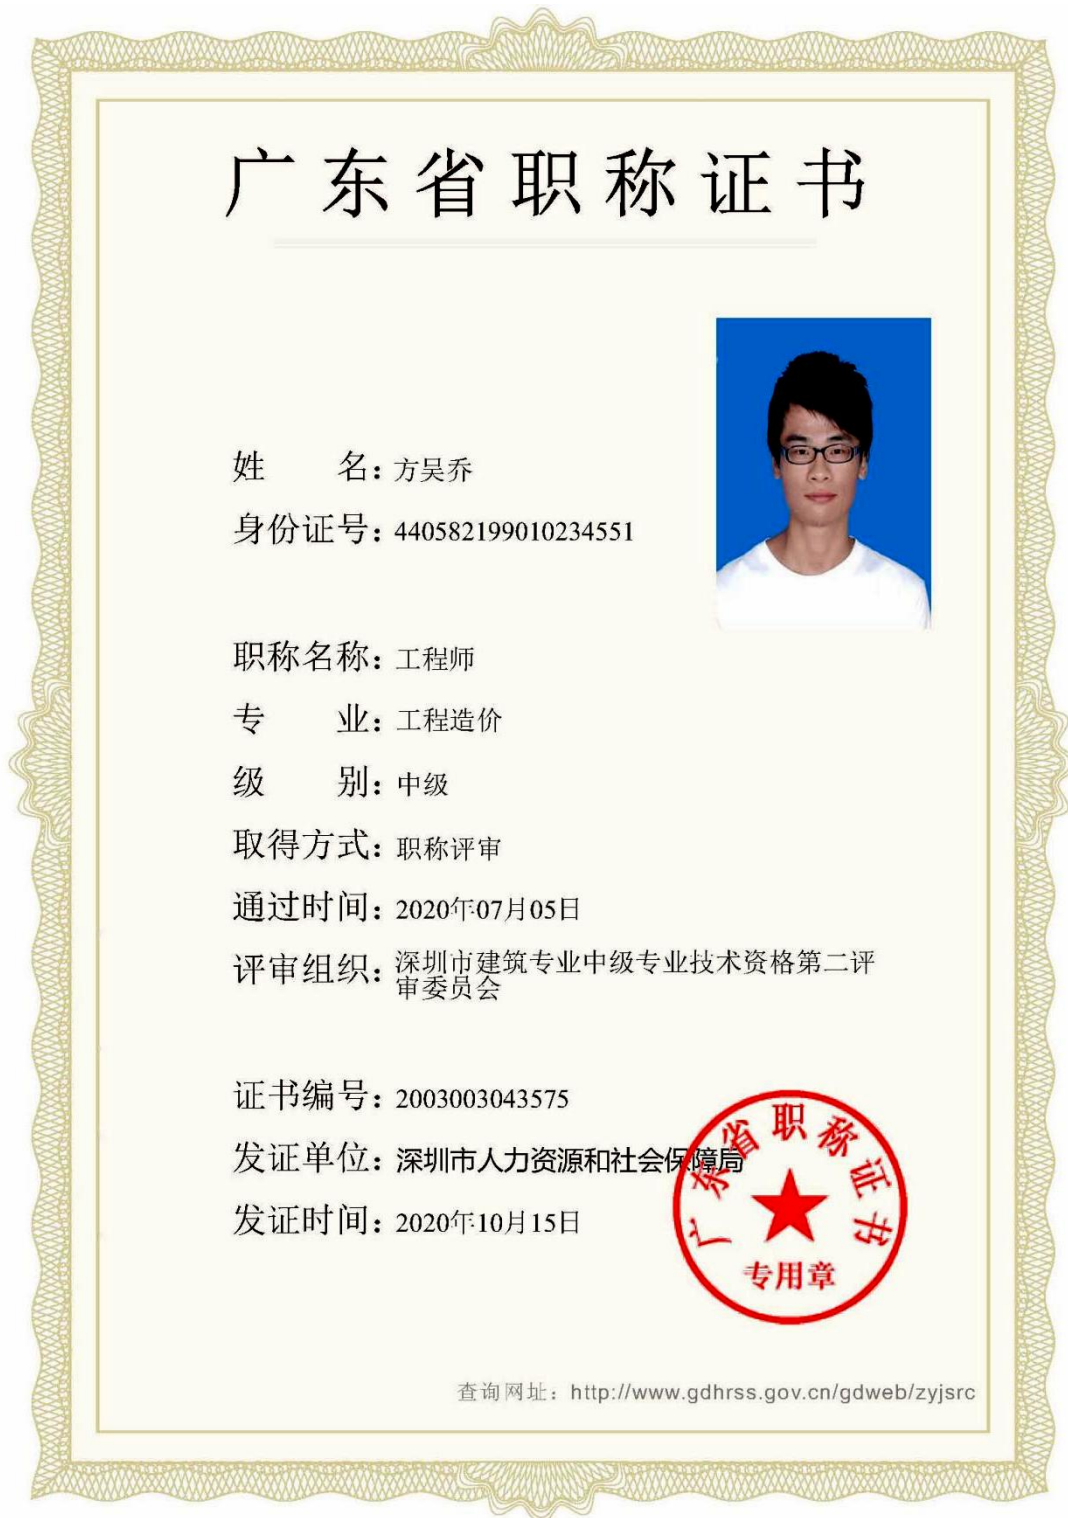 广东省职称证书
姓 名：方吴乔
身份证号：440582199010234551
职称名称：工程师
专 业：工程造价
级 别：中级
取得方式：职称评审
通过时间：2020年07月05日
评审组织：深圳市建筑专业中级专业技术资格第二评
审委员会
证书编号：2003003043575
发证单位：深圳市人力资源和社会保障局
发证时间：2020年10月15日
广东省职称证书
专用章
查询网址：http://www.gdhrss.gov.cn/gdweb/zyjsrc